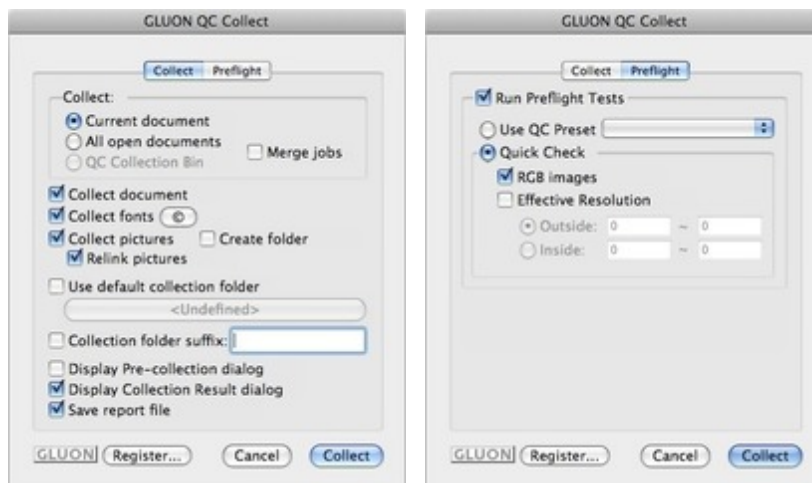 GLUON QC Collect
Collect Preflight
Collect:
Current document
All open documents
QC Collection Bin
Merge jobs
Collect document
Collect fonts ©
Collect pictures Create folder
Relink pictures
Use default collection folder
<Undefined>
Collection folder suffix:
Display Pre-collection dialog
Display Collection Result dialog
Save report file
GLUON Register... Cancel Collect
GLUON QC Collect
Collect Preflight
Run Preflight Tests
Use QC Preset
Quick Check
RGB images
Effective Resolution
Outside: 0 ~ 0
Inside: 0 ~ 0
GLUON Register... Cancel Collect